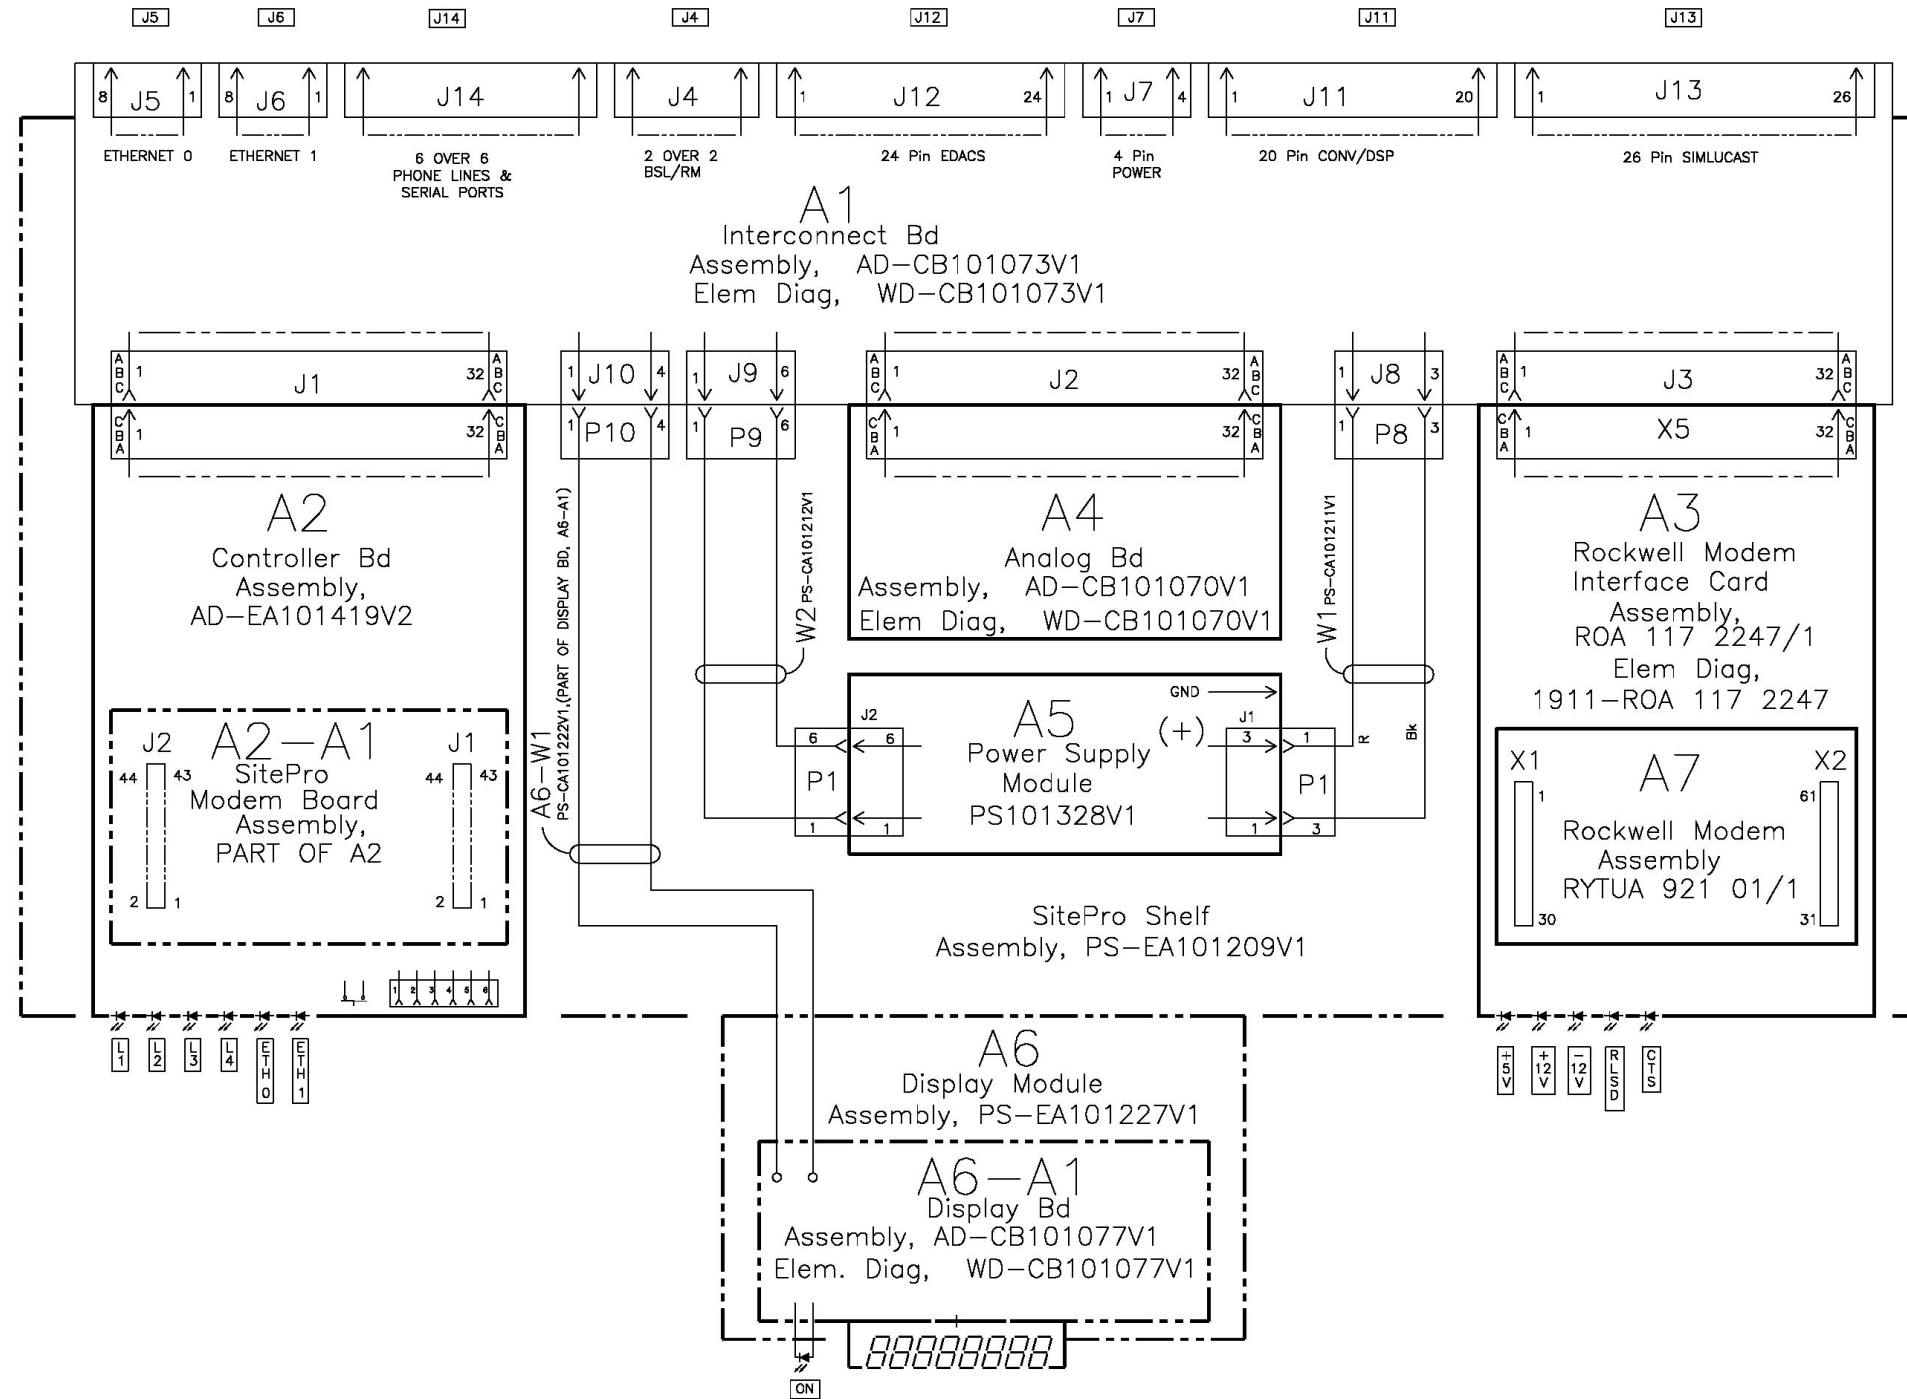 J5 J6 J14 J4 J12 J7 J11 J13
8 J5 1 8 J6 1 J14 J4 1 J12 24 1 J7 4 1 J11 20 1 J13 26
ETHERNET 0
ETHERNET 1
6 OVER 6
PHONE LINES &
SERIAL PORTS
2 OVER 2
BSL/RM
24 Pin EDACS
4 Pin
POWER
20 Pin CONV/DSP
26 Pin SIMLUCAST
A1
Interconnect Bd
Assembly, AD-CB101073V1
Elem Diag, WD-CB101073V1
ABC 1 J1 32 ABC
1 J10 4
1 J9 6
ABC 1 J2 32 ABC
1 J8 3
ABC 1 J3 32 ABC
CBA 1 32 CBA
1 P10 4
1 P9 6
CBA 1 32 CBA
1 P8 3
CBA 1 X5 32 CBA
A2
Controller Bd
Assembly,
AD-EA101419V2
A2-A1
SitePro
Modem Board
Assembly,
PART OF A2
J2
44 43
2 1
J1
44 43
2 1
1 2 3 4 5 6
L1 L2 L3 L4 ETH0 ETH1
A6-W1
PS-CA101222V1,(PART OF DISPLAY BD, A6-A1)
W2 PS-CA101212V1
A4
Analog Bd
Assembly, AD-CB101070V1
Elem Diag, WD-CB101070V1
W1 PS-CA101211V1
GND
A5
Power Supply
Module
PS101328V1
(+)
J2
6 6
P1
1 1
J1
3 1
P1
1 3
R
Bk
A3
Rockwell Modem
Interface Card
Assembly,
ROA 117 2247/1
Elem Diag,
1911-ROA 117 2247
X1
1
30
A7
Rockwell Modem
Assembly
RYTUA 921 01/1
X2
61
31
+5V +12V -12V RLSD CTS
SitePro Shelf
Assembly, PS-EA101209V1
A6
Display Module
Assembly, PS-EA101227V1
A6-A1
Display Bd
Assembly, AD-CB101077V1
Elem. Diag, WD-CB101077V1
88888888
ON